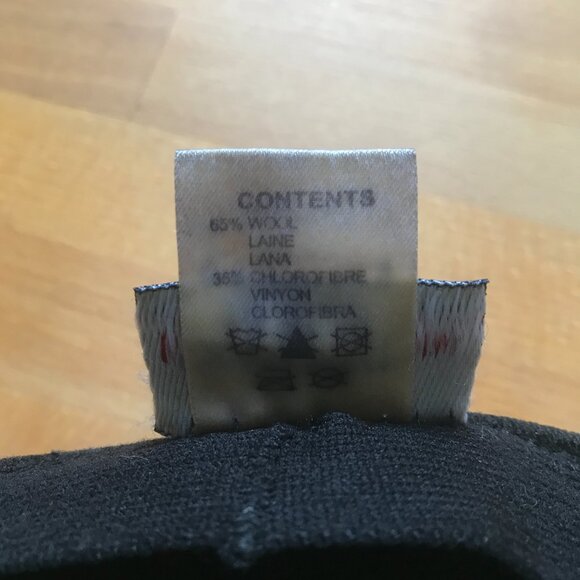 CONTENTS
65% WOOL
LAINE
LANA
35% CHLOROFIBRE
VINYON
CLOROFIBRA